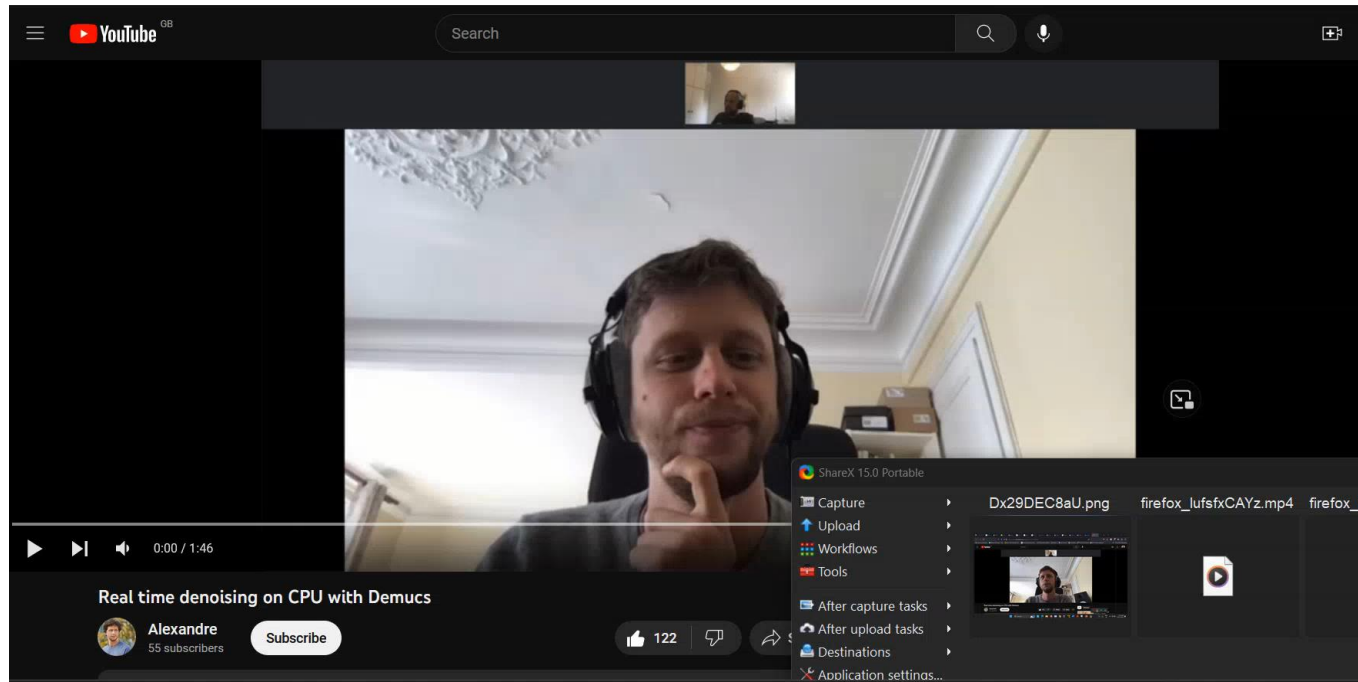 YouTube GB
Search
ShareX 15.0 Portable
Capture
Upload
Workflows
Tools
After capture tasks
After upload tasks
Destinations
Application settings...
Dx29DEC8aU.png
firefox_lufsfxCAYz.mp4
firefox_
0:00 / 1:46
Real time denoising on CPU with Demucs
Alexandre
55 subscribers
Subscribe
122
S